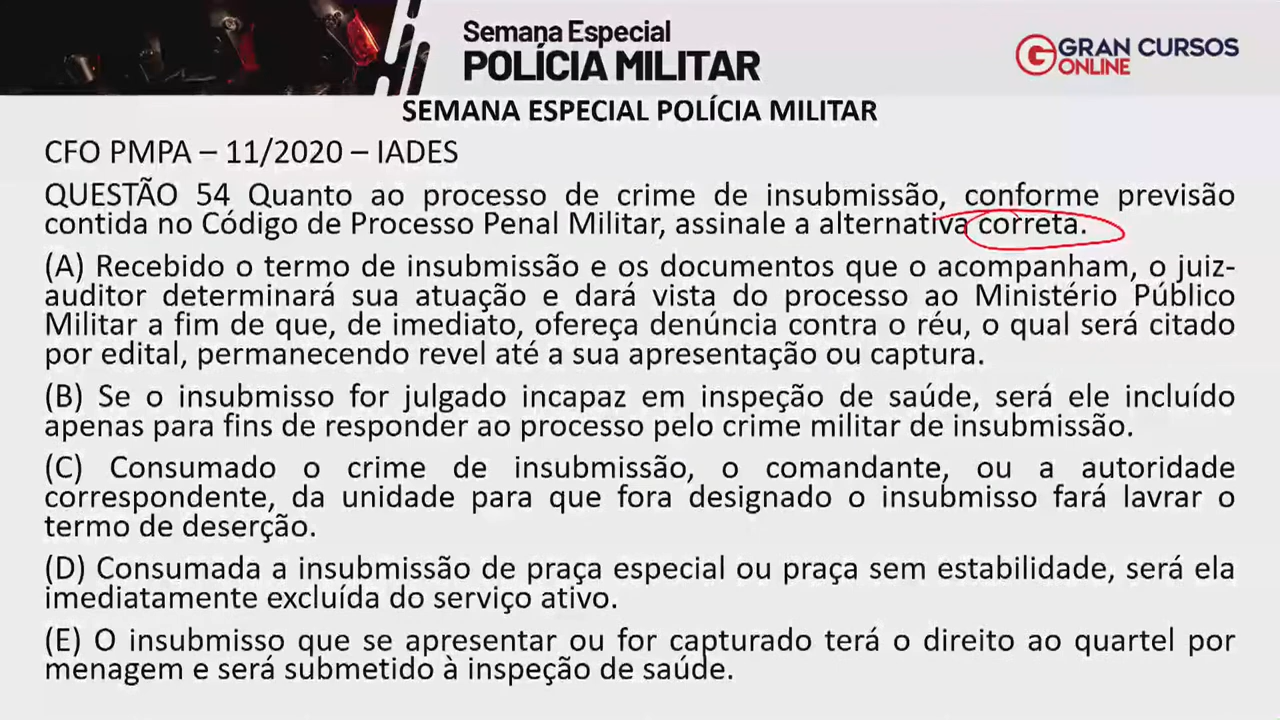 Semana Especial
POLÍCIA MILITAR
GRAN CURSOS
ONLINE
SEMANA ESPECIAL POLÍCIA MILITAR
CFO PMPA – 11/2020 – IADES
QUESTÃO 54 Quanto ao processo de crime de insubmissão, conforme previsão
contida no Código de Processo Penal Militar, assinale a alternativa correta.
(A) Recebido o termo de insubmissão e os documentos que o acompanham, o juiz-
auditor determinará sua atuação e dará vista do processo ao Ministério Público
Militar a fim de que, de imediato, ofereça denúncia contra o réu, o qual será citado
por edital, permanecendo revel até a sua apresentação ou captura.
(B) Se o insubmisso for julgado incapaz em inspeção de saúde, será ele incluído
apenas para fins de responder ao processo pelo crime militar de insubmissão.
(C) Consumado o crime de insubmissão, o comandante, ou a autoridade
correspondente, da unidade para que fora designado o insubmisso fará lavrar o
termo de deserção.
(D) Consumada a insubmissão de praça especial ou praça sem estabilidade, será ela
imediatamente excluída do serviço ativo.
(E) O insubmisso que se apresentar ou for capturado terá o direito ao quartel por
menagem e será submetido à inspeção de saúde.